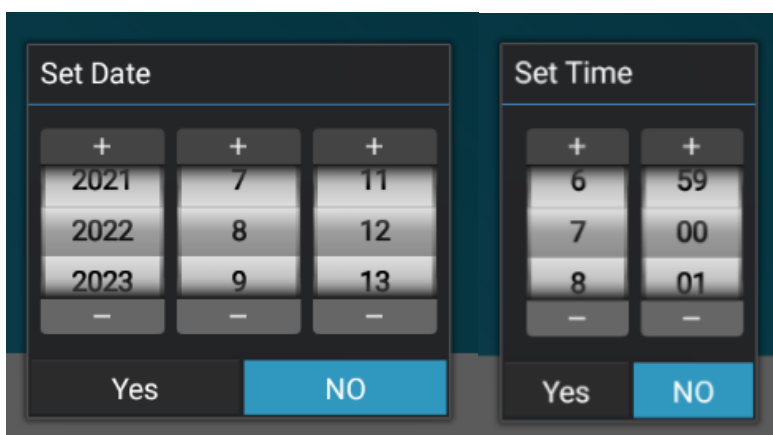 Set Date
+ + +
2021 7 11
2022 8 12
2023 9 13
− − −
Yes NO
Set Time
+ +
6 59
7 00
8 01
− −
Yes NO